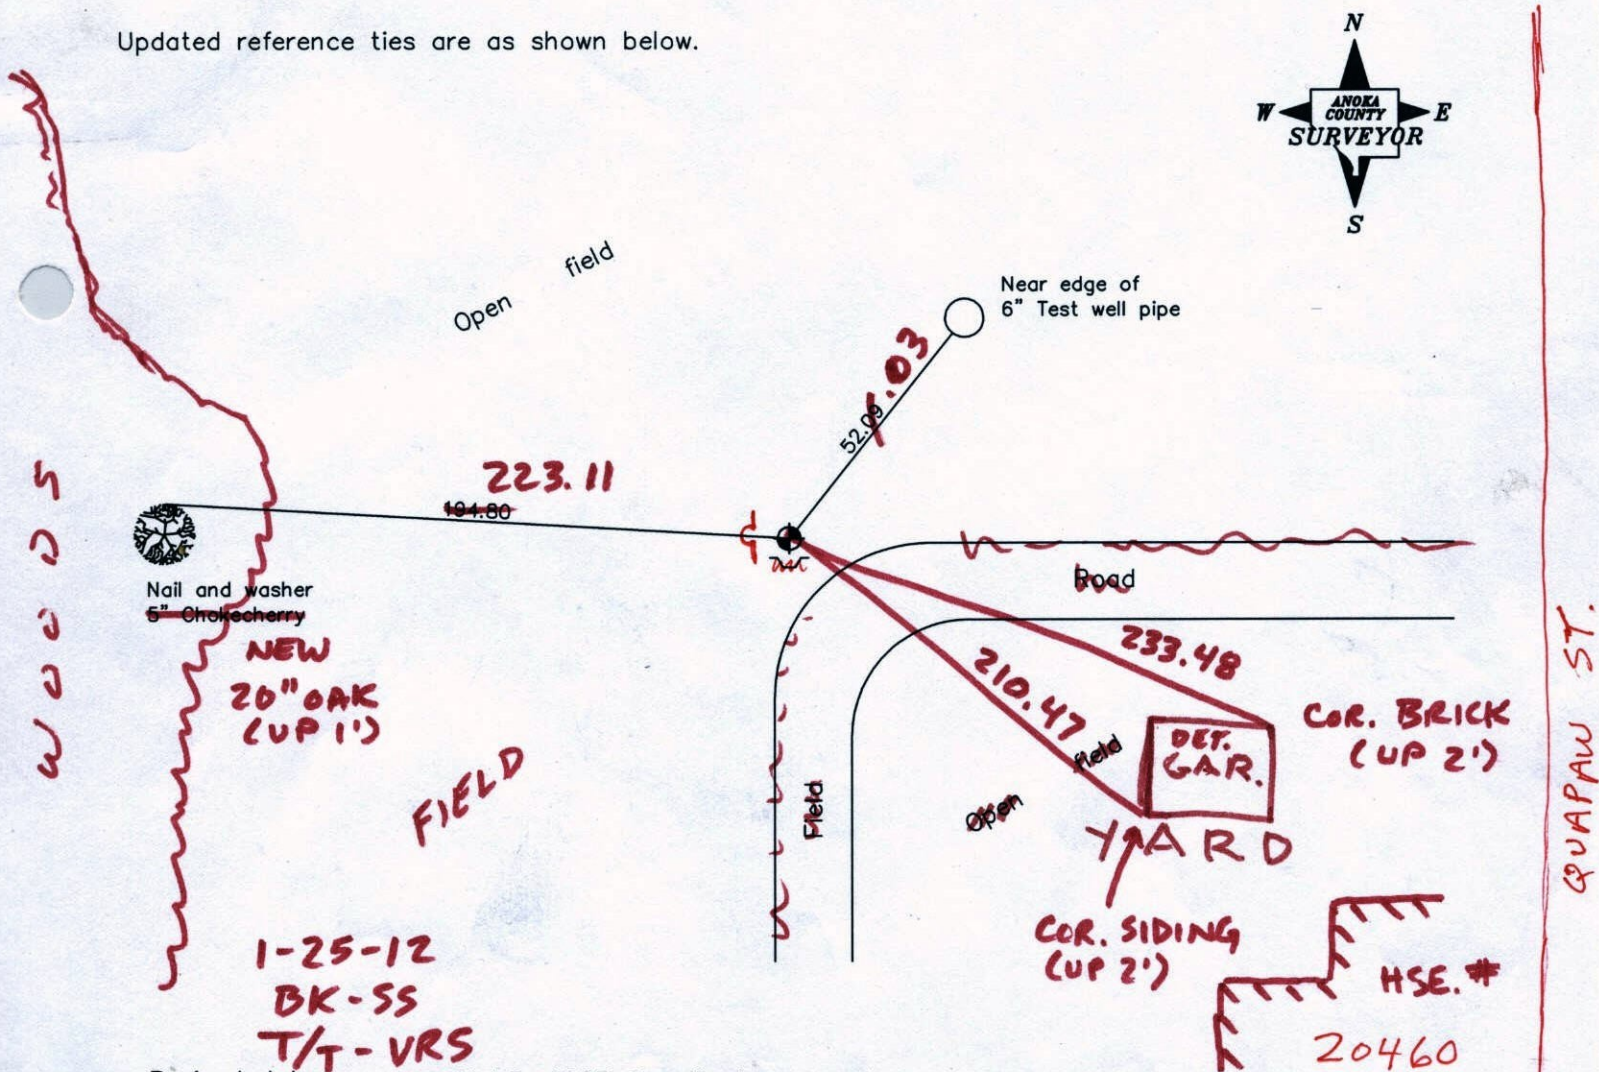 Updated reference ties are as shown below.
N
W
ANOKA
COUNTY
E
SURVEYOR
S
Open field
Near edge of
6" Test well pipe
52.09
.03
223.11
194.80
WOODS
Nail and washer
5" Chokecherry
NEW
20" OAK
(UP 1')
Road
233.48
210.47
COR. BRICK
(UP 2')
DET.
GAR.
Open field
YARD
FIELD
Field
COR. SIDING
(UP 2')
QUAPAW ST.
HSE. #
20460
1-25-12
BK-SS
T/T-VRS